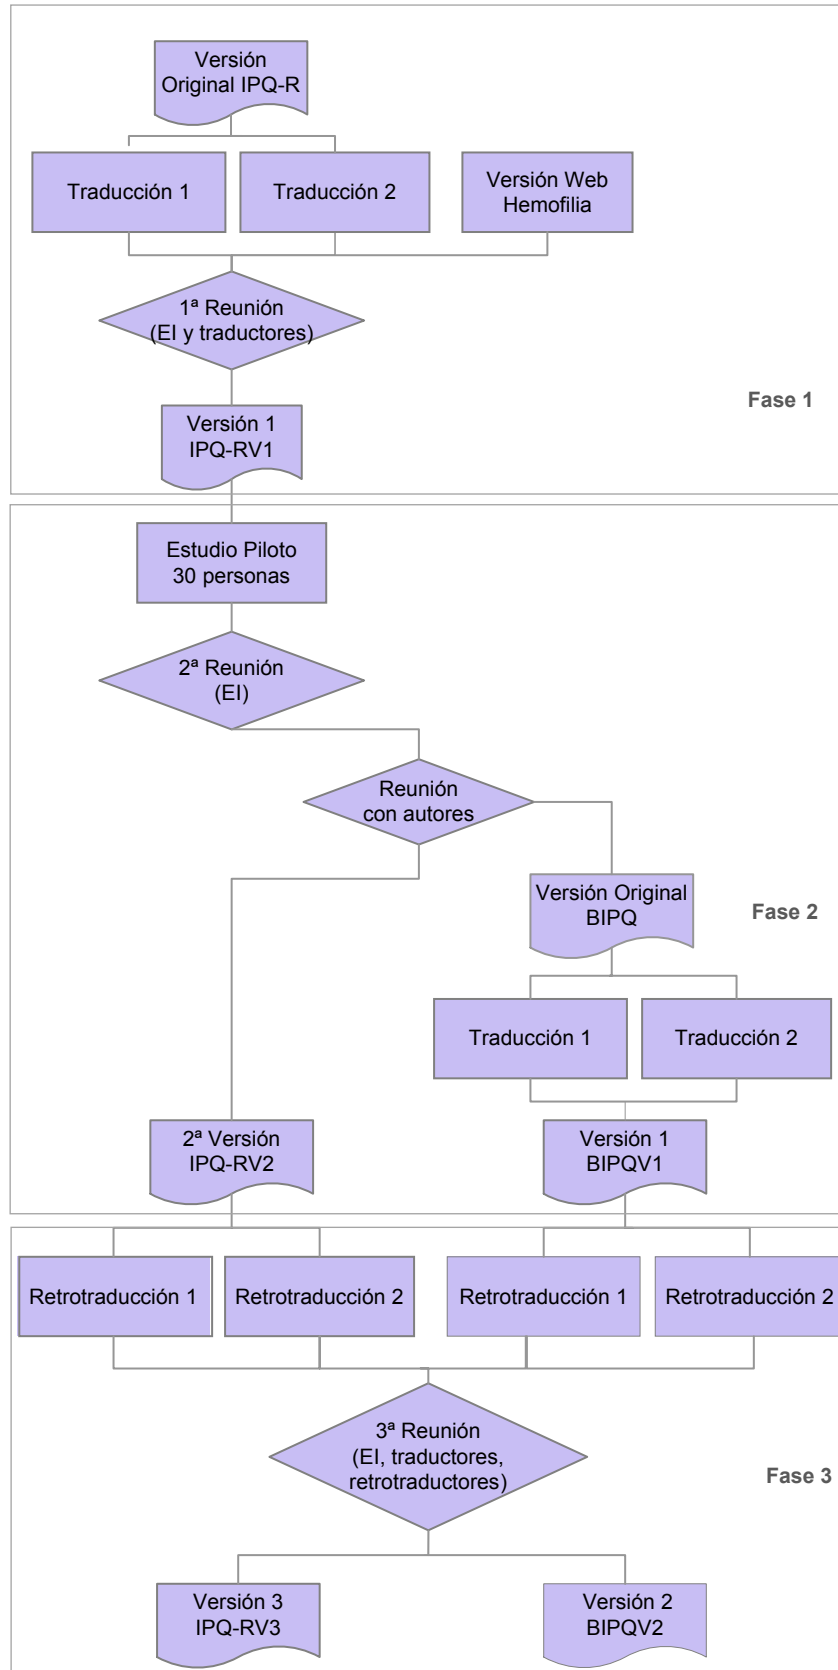 Versión
Original IPQ-R
Traducción 1
Traducción 2
Versión Web
Hemofilia
1ª Reunión
(EI y traductores)
Fase 1
Versión 1
IPQ-RV1
Estudio Piloto
30 personas
2ª Reunión
(EI)
Reunión
con autores
Versión Original
BIPQ
Fase 2
Traducción 1
Traducción 2
2ª Versión
IPQ-RV2
Versión 1
BIPQV1
Retrotraducción 1
Retrotraducción 2
Retrotraducción 1
Retrotraducción 2
3ª Reunión
(EI, traductores,
retrotraductores)
Fase 3
Versión 3
IPQ-RV3
Versión 2
BIPQV2